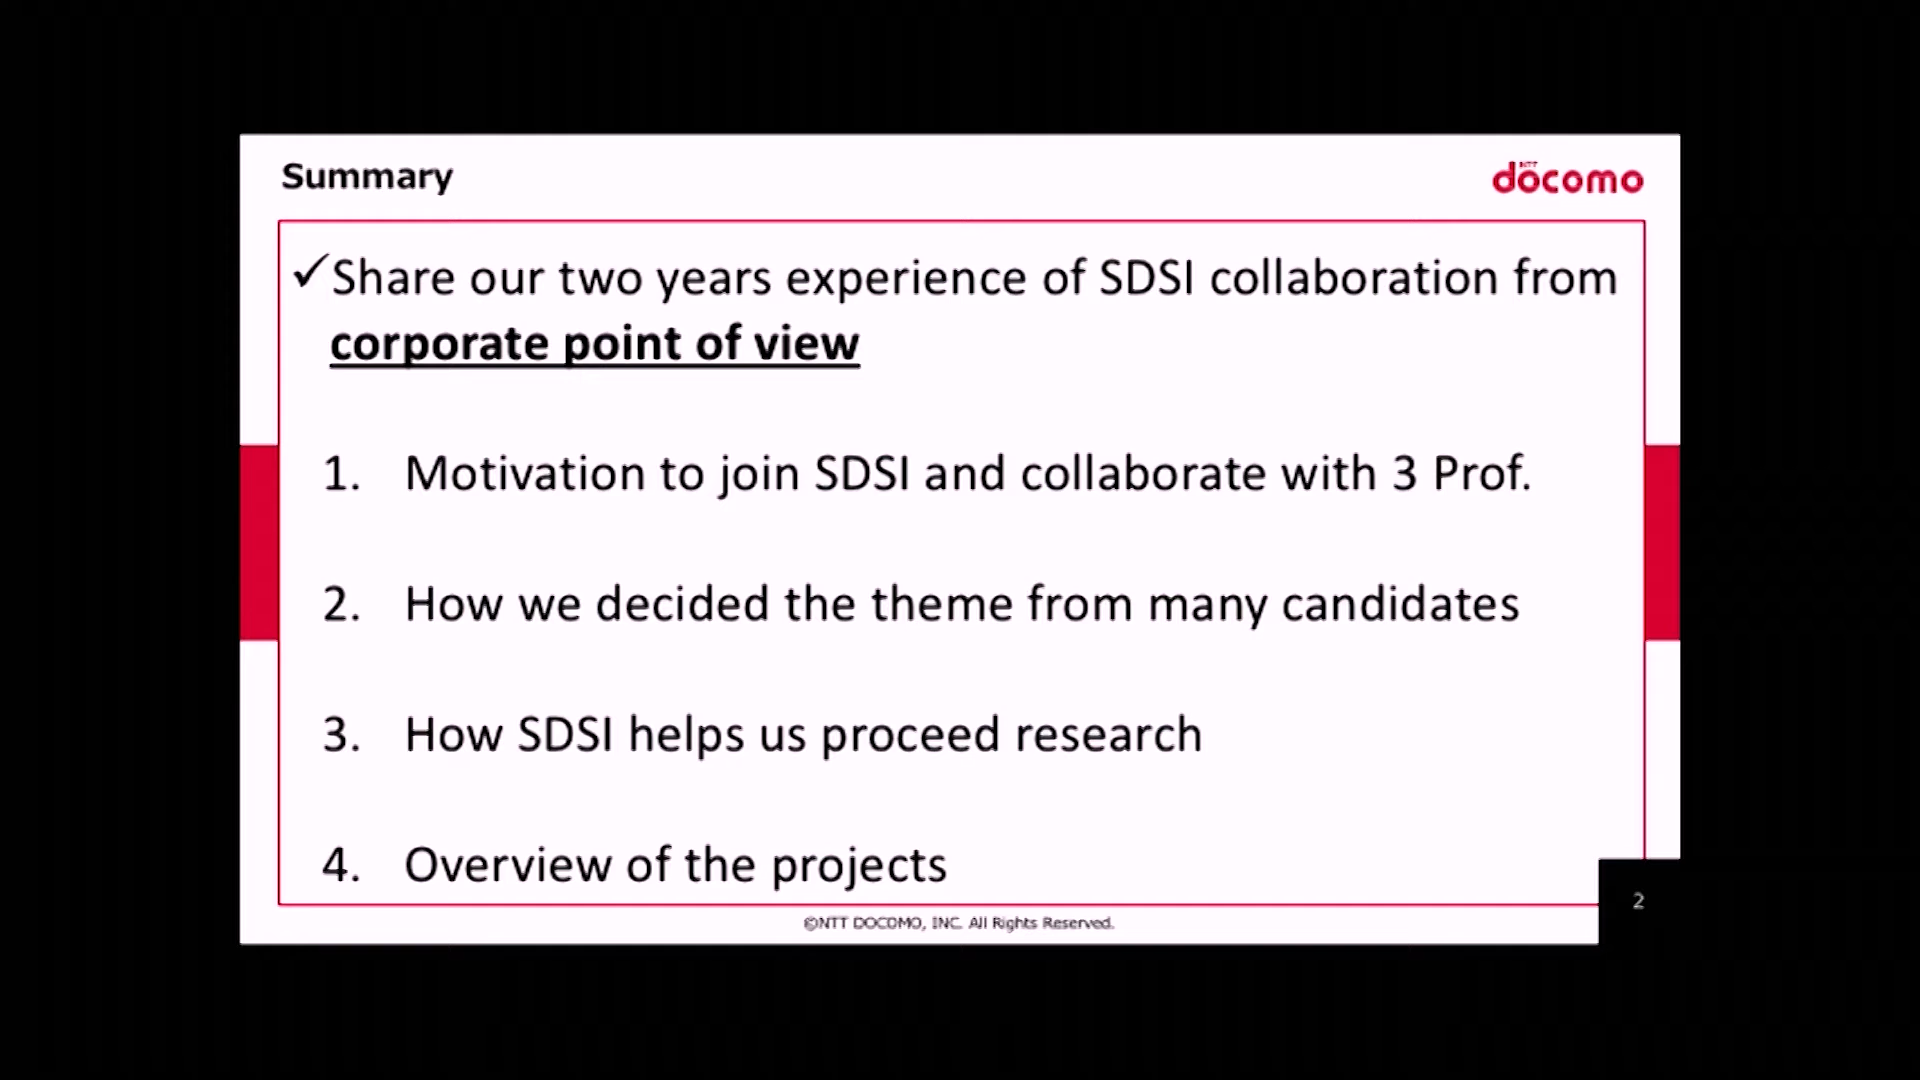 Summary
NTT
döcomo
✓Share our two years experience of SDSI collaboration from
corporate point of view
1. Motivation to join SDSI and collaborate with 3 Prof.
2. How we decided the theme from many candidates
3. How SDSI helps us proceed research
4. Overview of the projects
©NTT DOCOMO, INC. All Rights Reserved.
2